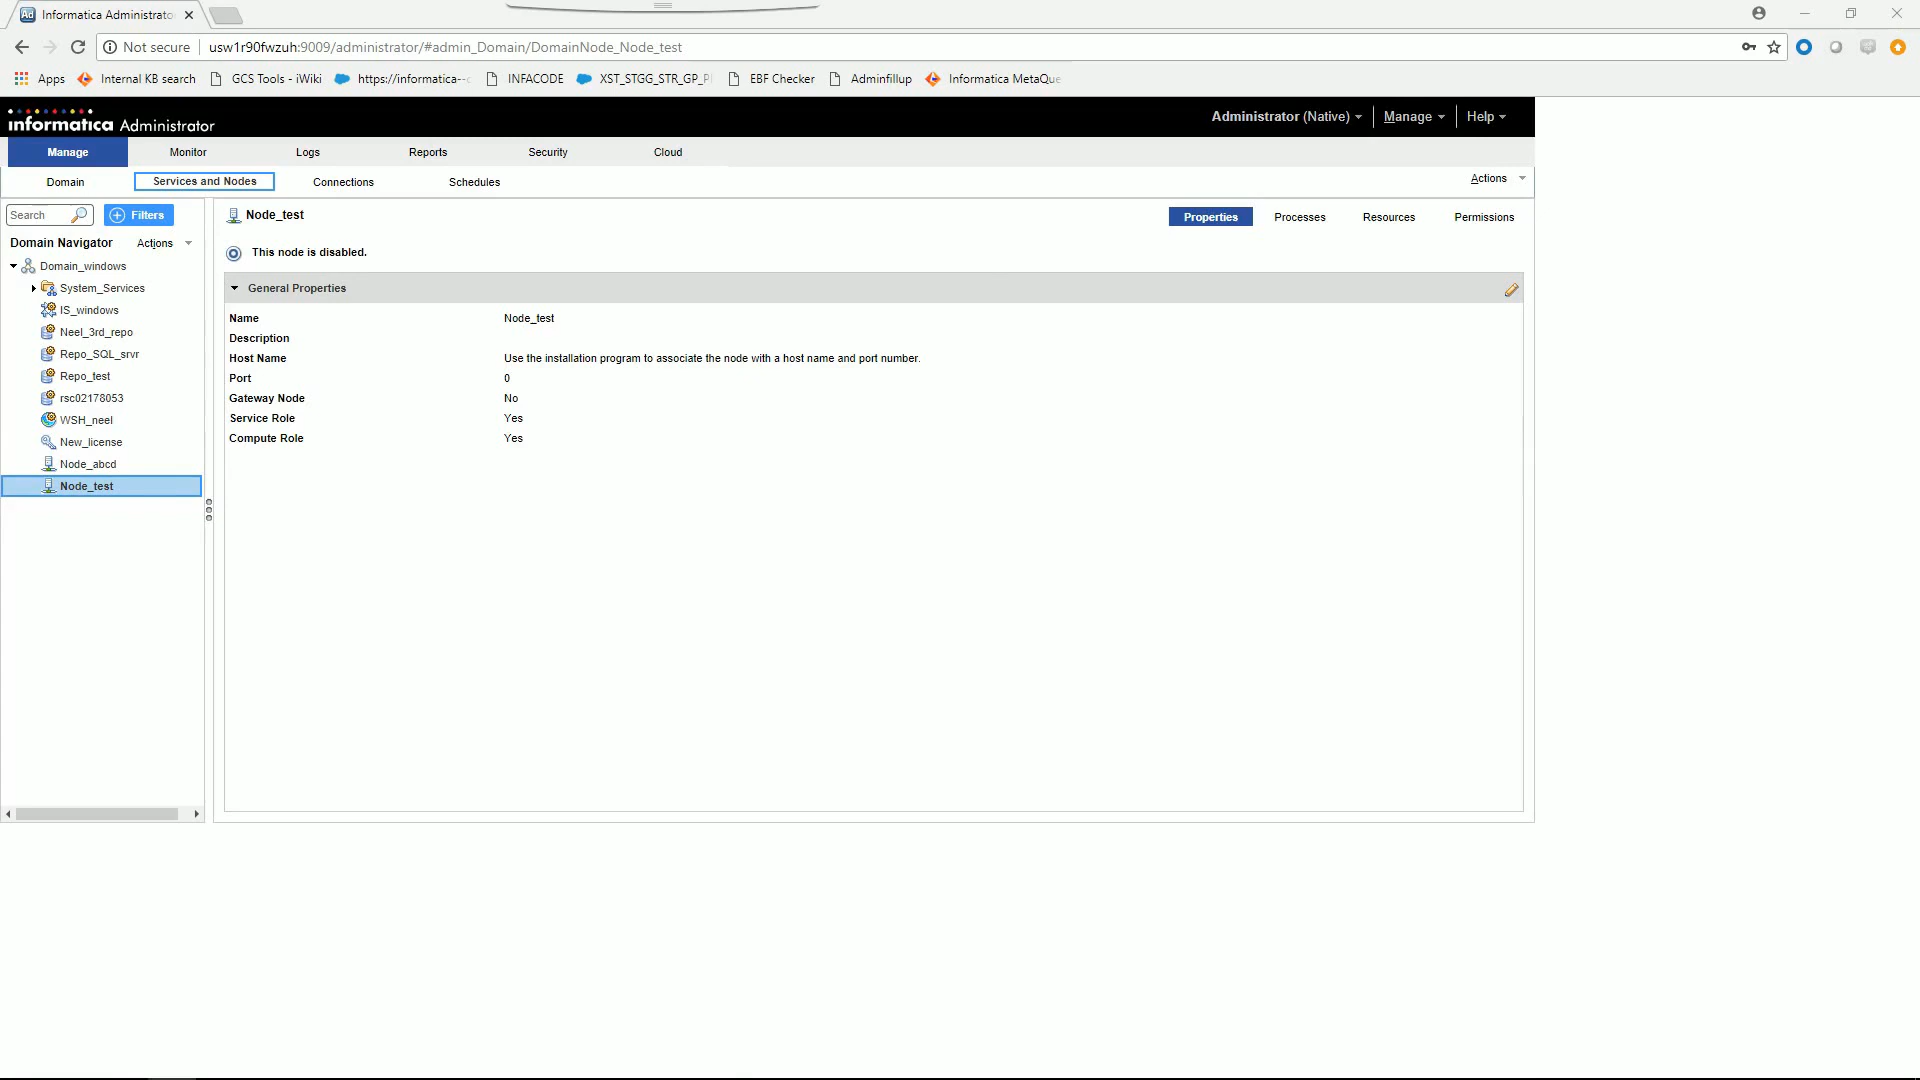 Ad Informatica Administrato
Not secure usw1r90fwzuh:9009/administrator/#admin_Domain/DomainNode_Node_test
Apps Internal KB search GCS Tools - iWiki https://informatica-- INFACODE XST_STGG_STR_GP_P EBF Checker Adminfillup Informatica MetaQue
informatica Administrator Administrator (Native) Manage Help
Manage Monitor Logs Reports Security Cloud
Domain Services and Nodes Connections Schedules Actions
Search Filters Node_test Properties Processes Resources Permissions
Domain Navigator Actions
This node is disabled.
Domain_windows
System_Services
General Properties
IS_windows
Name Node_test
Neel_3rd_repo
Description
Repo_SQL_srvr
Host Name Use the installation program to associate the node with a host name and port number.
Repo_test
Port 0
rsc02178053
Gateway Node No
WSH_neel
Service Role Yes
New_license
Compute Role Yes
Node_abcd
Node_test